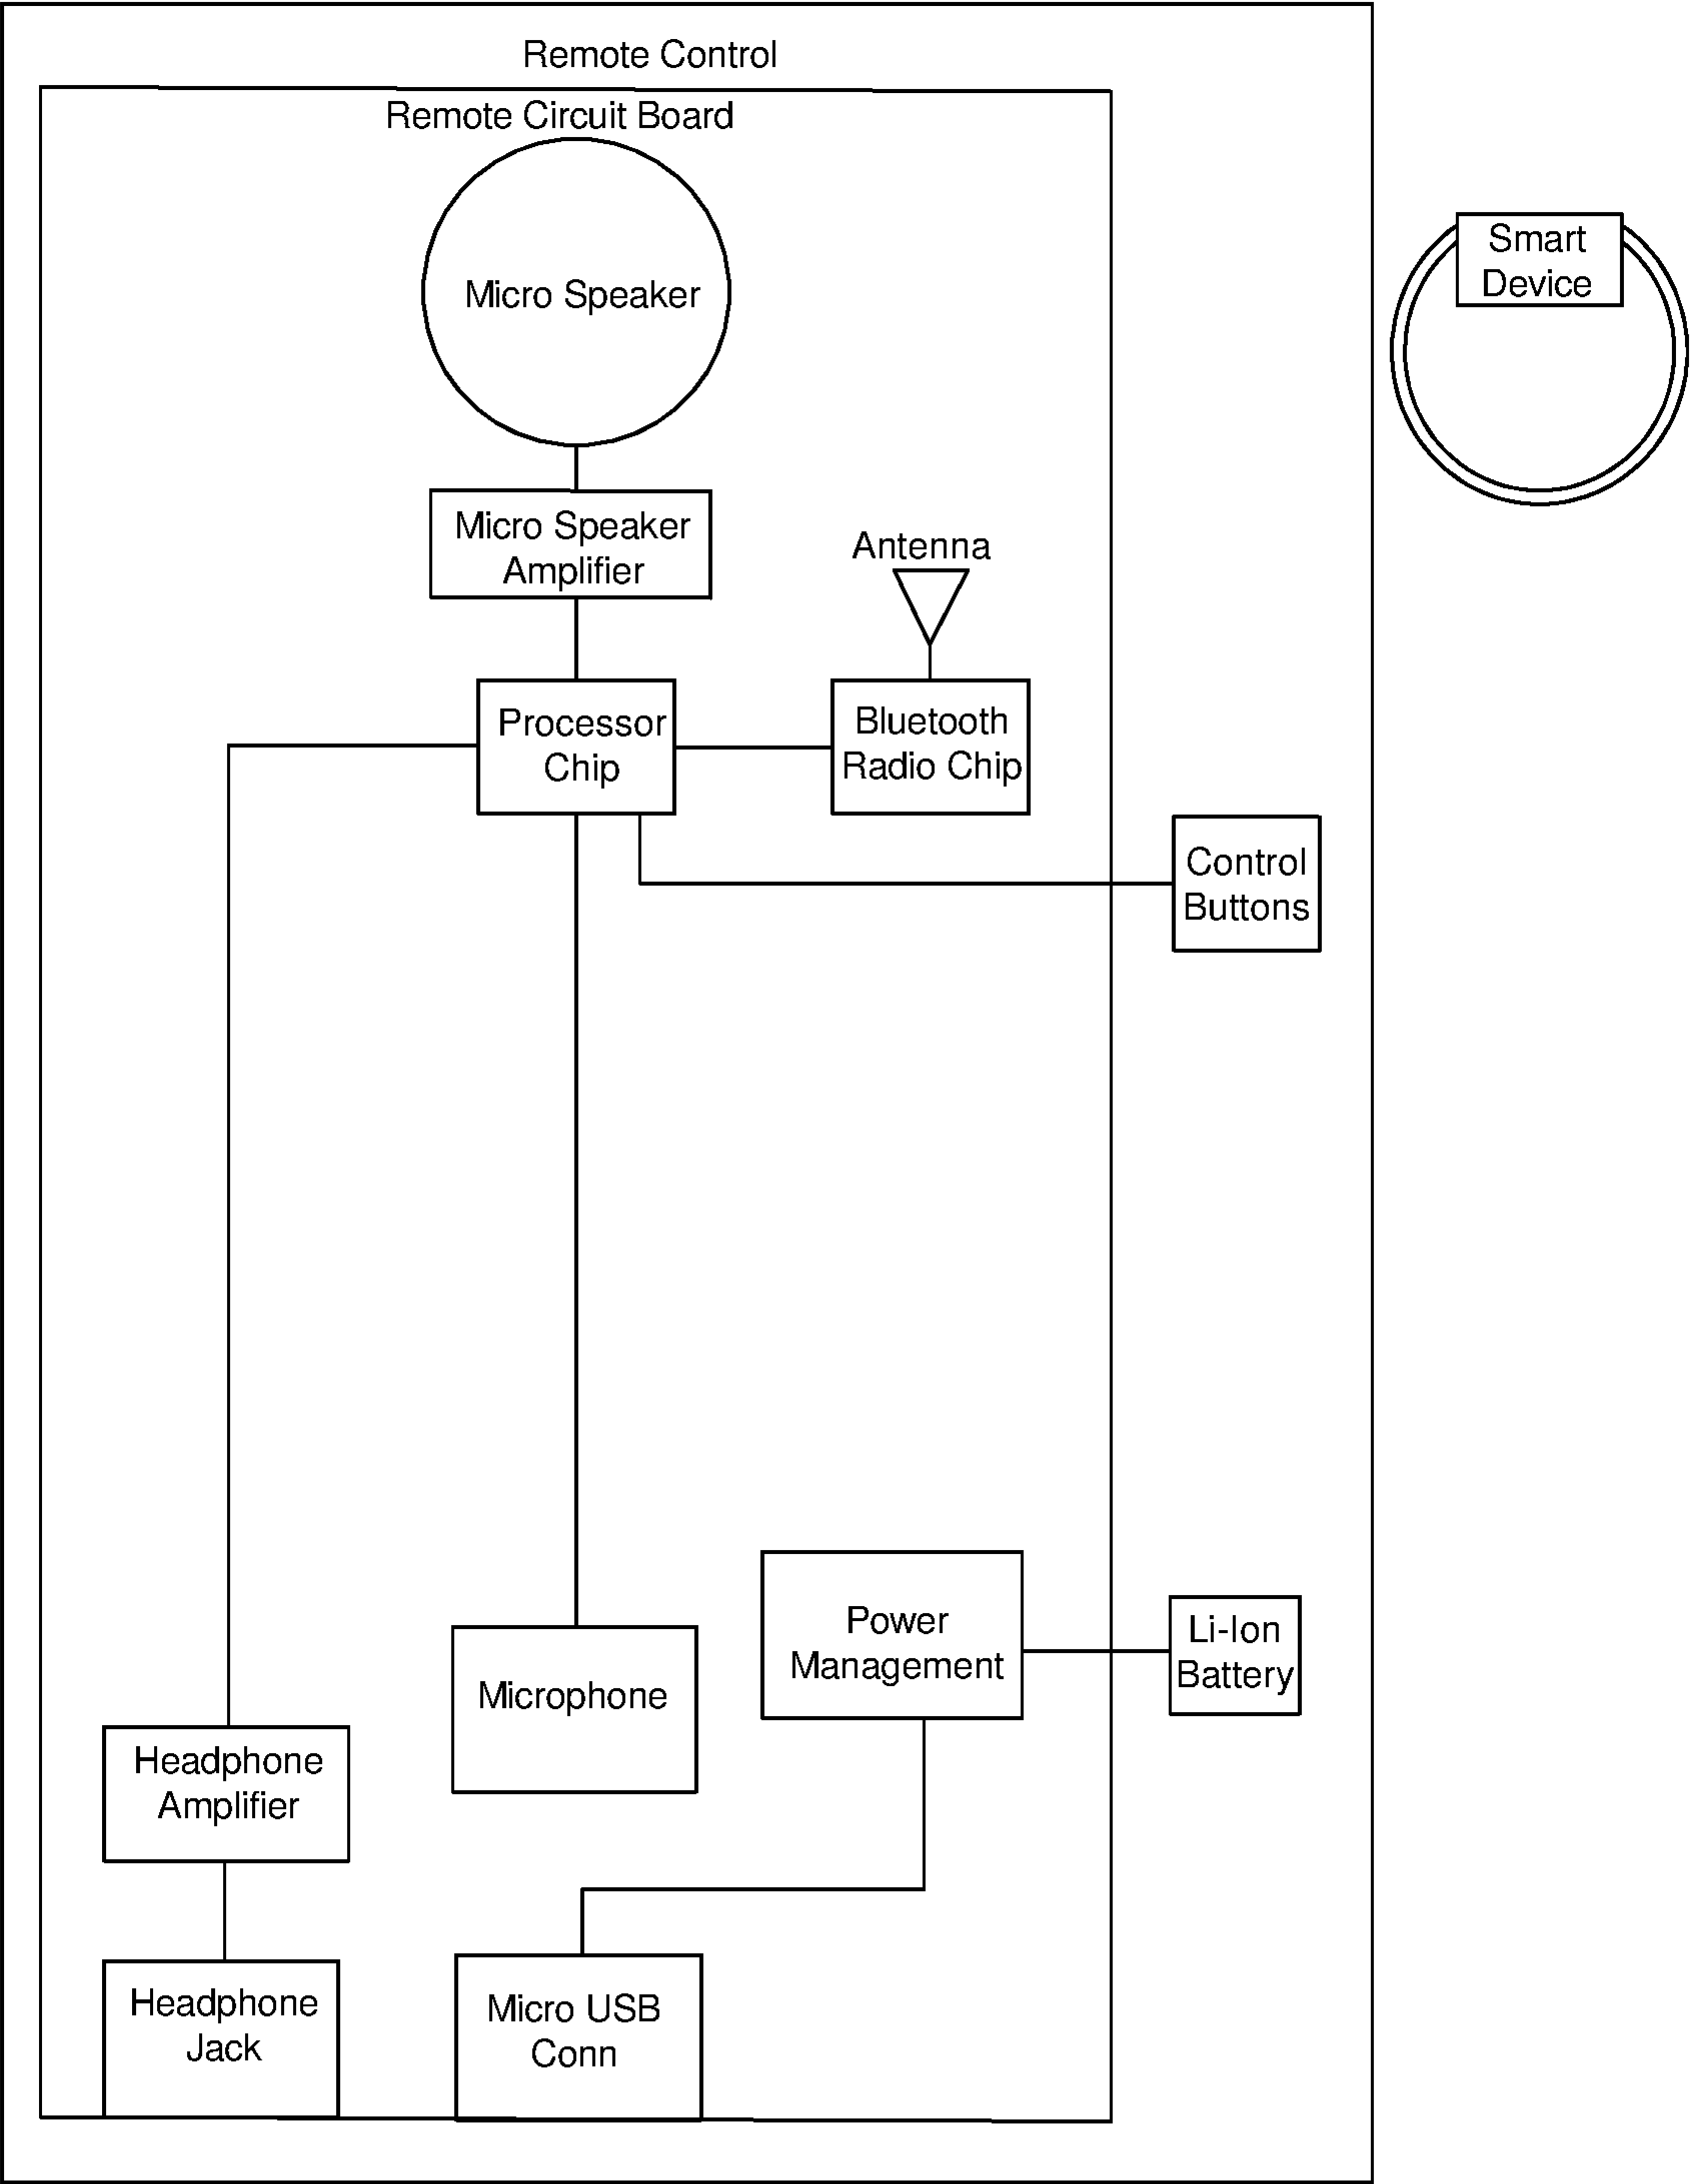 Remote Control
Remote Circuit Board
Micro Speaker
Smart
Device
Micro Speaker
Amplifier
Antenna
Processor
Chip
Bluetooth
Radio Chip
Control
Buttons
Power
Management
Li-Ion
Battery
Microphone
Headphone
Amplifier
Headphone
Jack
Micro USB
Conn